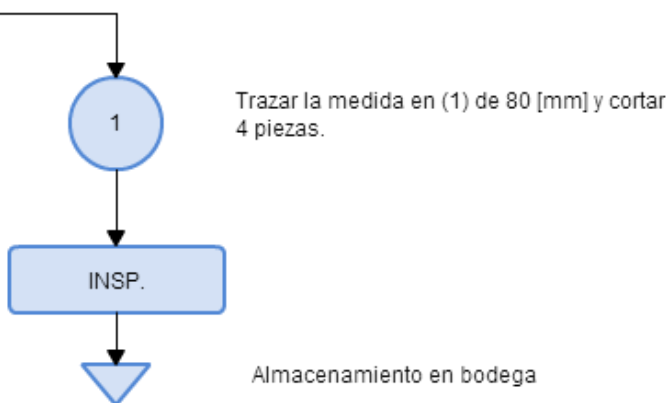 1
Trazar la medida en (1) de 80 [mm] y cortar
4 piezas.
INSP.
Almacenamiento en bodega